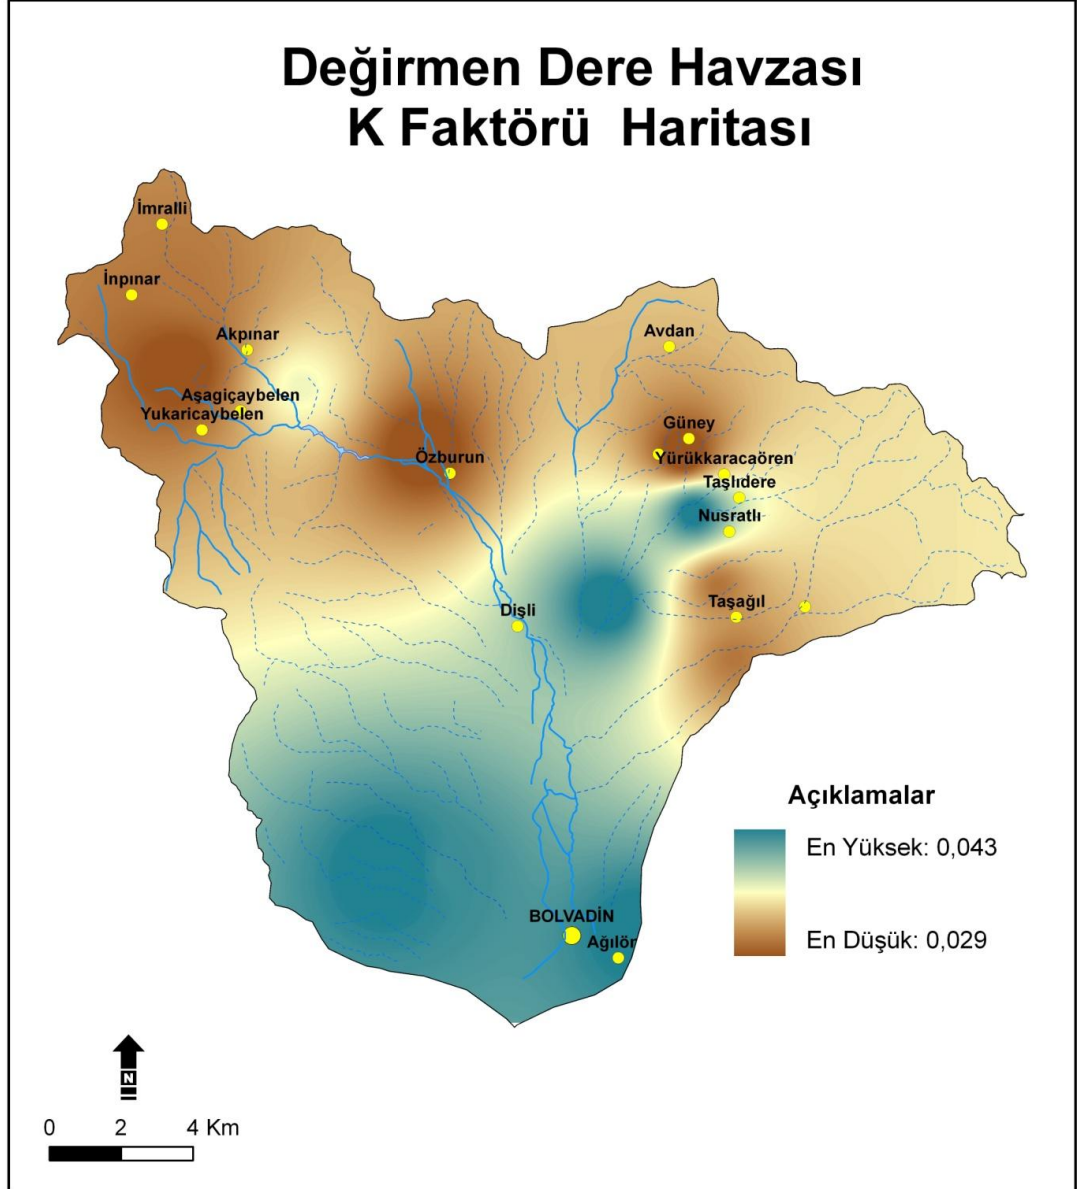 Değirmen Dere Havzası
K Faktörü Haritası
İmralli
İnpınar
Akpınar
Avdan
Aşagiçaybelen
Yukaricaybelen
Güney
Özburun
Yürükkaracaören
Taşlıdere
Nusratlı
Dişli
Taşağıl
Açıklamalar
En Yüksek: 0,043
En Düşük: 0,029
BOLVADİN
Ağılör
N
0 2 4 Km